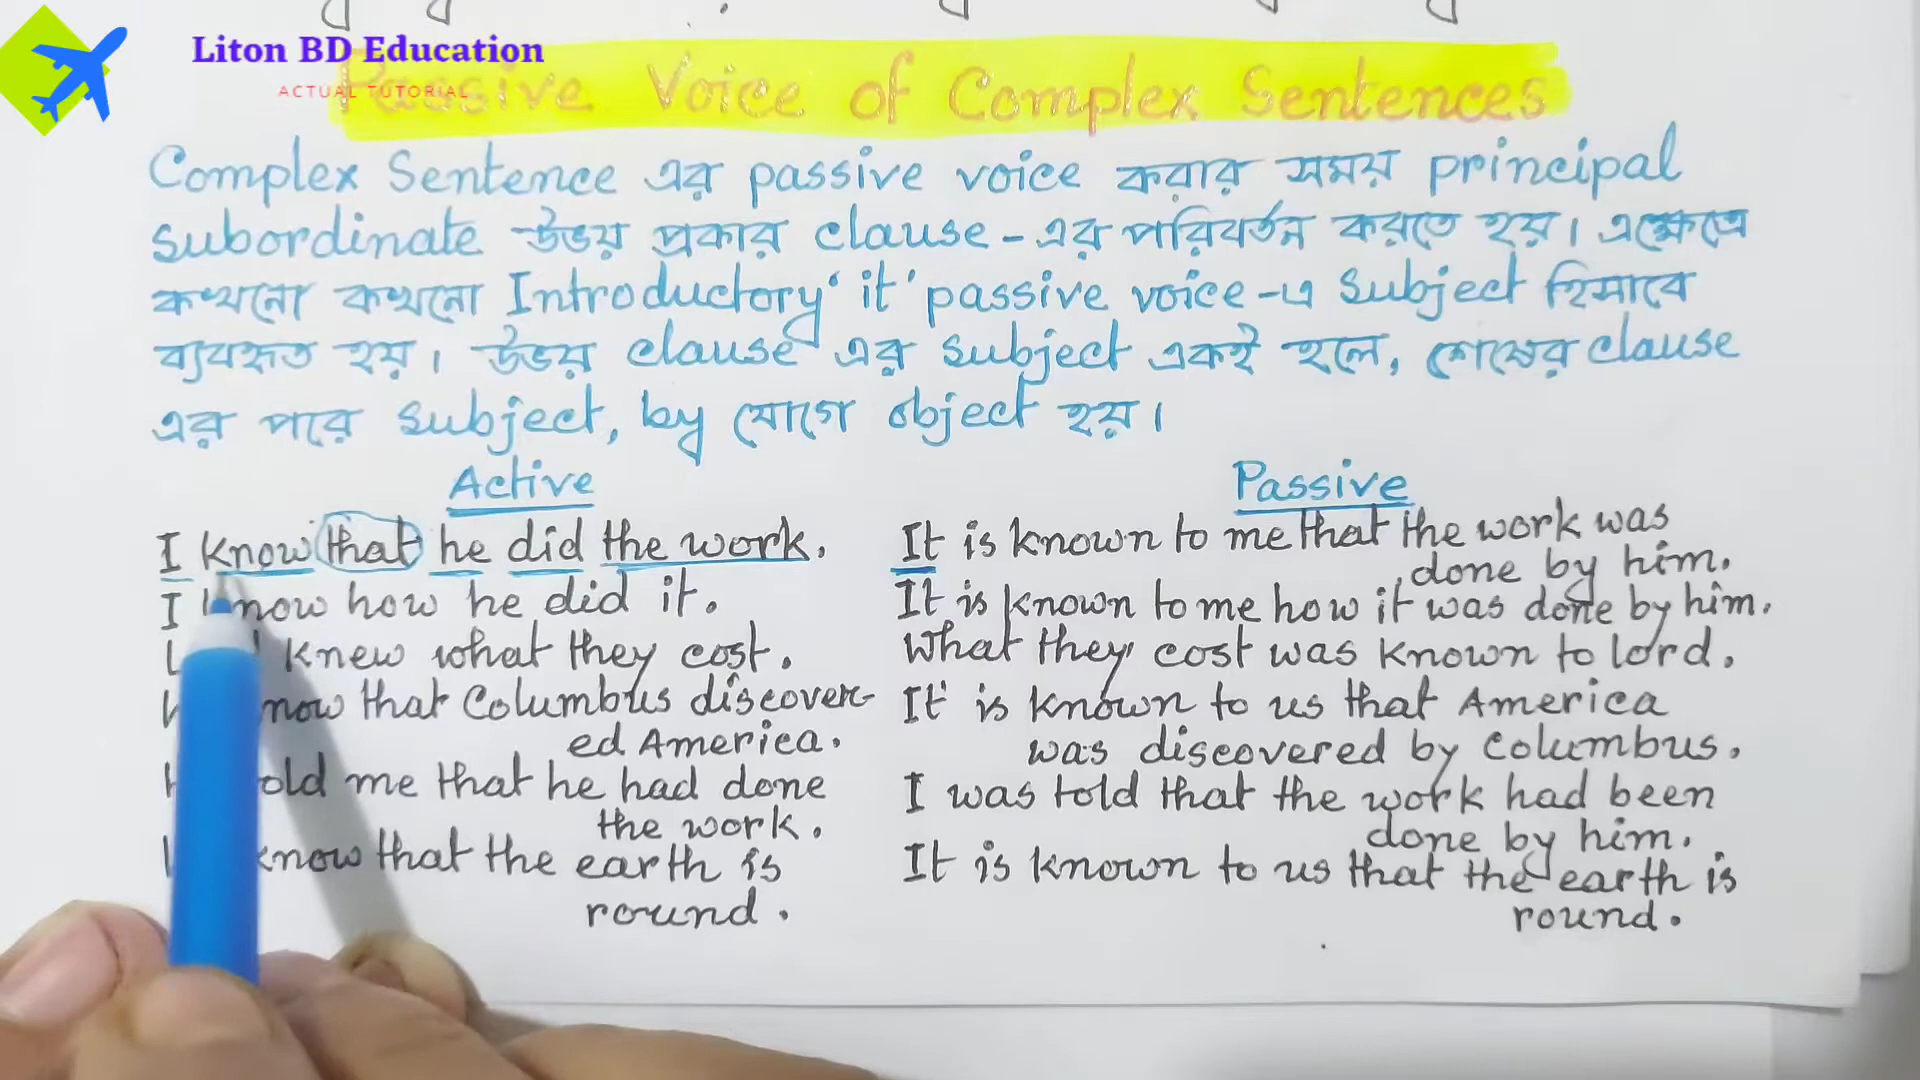 Liton BD Education
ACTUAL TUTORIAL
Passive Voice of Complex Sentences
Complex Sentence এর passive voice করার সময় principal
subordinate উভয় প্রকার clause-এর পরিবর্তন করতে হয়। এক্ষেত্রে
কখনো কখনো Introductory 'it' passive voice-এ subject হিসাবে
ব্যবহৃত হয়। উভয় clause এর subject একই হলে, শেষের clause
এর পরে subject, by যোগে object হয়।
Active
Passive
I know that he did the work.
It is known to me that the work was
done by him.
I know how he did it.
It is known to me how it was done by him.
knew what they cost.
What they cost was known to lord.
that Columbus discover-
ed America.
It is known to us that America
was discovered by Columbus.
me that he had done
the work.
I was told that the work had been
done by him.
know that the earth is
round.
It is known to us that the earth is
round.